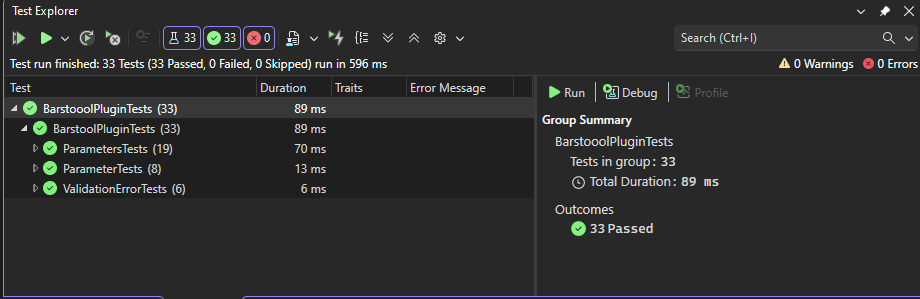 Test Explorer
33 33 0
Search (Ctrl+I)
Test run finished: 33 Tests (33 Passed, 0 Failed, 0 Skipped) run in 596 ms
0 Warnings 0 Errors
Test Duration Traits Error Message
BarstooolPluginTests (33) 89 ms
BarstoolPluginTests (33) 89 ms
ParametersTests (19) 70 ms
ParameterTests (8) 13 ms
ValidationErrorTests (6) 6 ms
Run Debug Profile
Group Summary
BarstooolPluginTests
Tests in group: 33
Total Duration: 89 ms
Outcomes
33 Passed